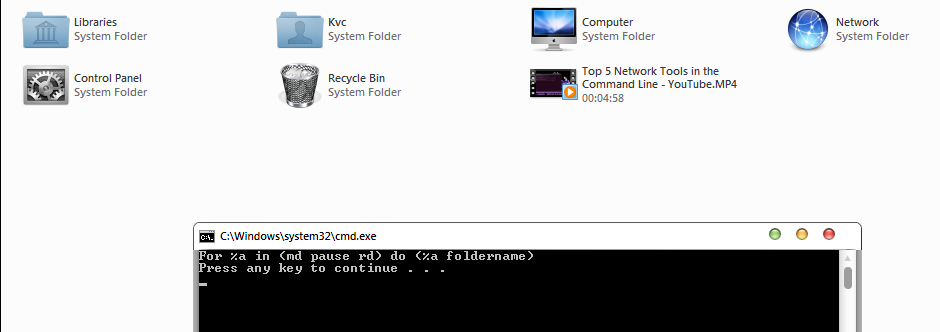 Libraries
System Folder
Kvc
System Folder
Computer
System Folder
Network
System Folder
Control Panel
System Folder
Recycle Bin
System Folder
Top 5 Network Tools in the
Command Line - YouTube.MP4
00:04:58
C:\Windows\system32\cmd.exe
For %a in (md pause rd) do (%a foldername)
Press any key to continue . . .